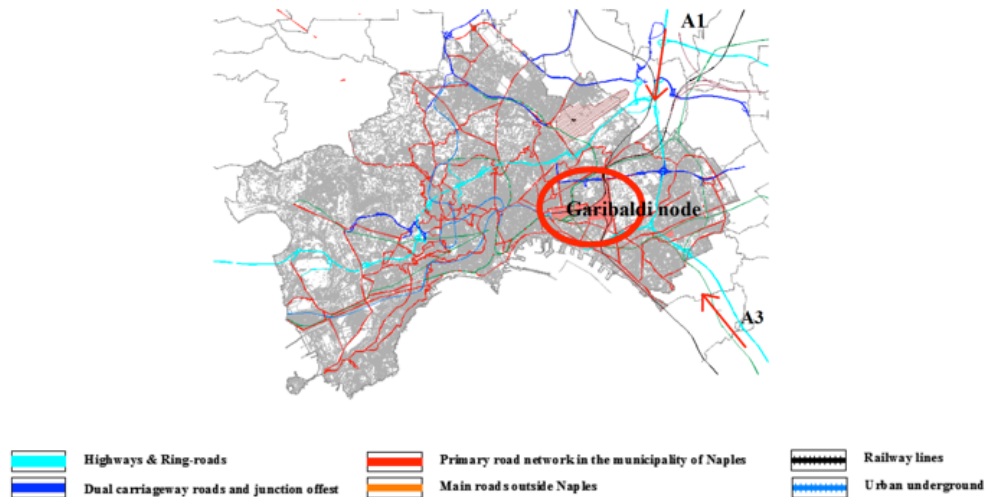 A1
Garibaldi node
A3
Highways & Ring-roads
Primary road network in the municipality of Naples
Railway lines
Dual carriageway roads and junction offest
Main roads outside Naples
Urban underground